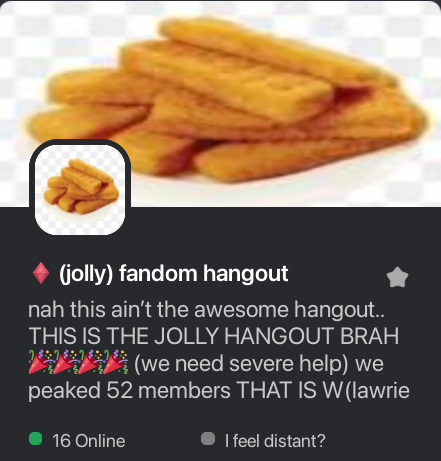 (jolly) fandom hangout
nah this ain't the awesome hangout..
THIS IS THE JOLLY HANGOUT BRAH
🎉🎉🎉🎉 (we need severe help) we
peaked 52 members THAT IS W(lawrie
16 Online
I feel distant?